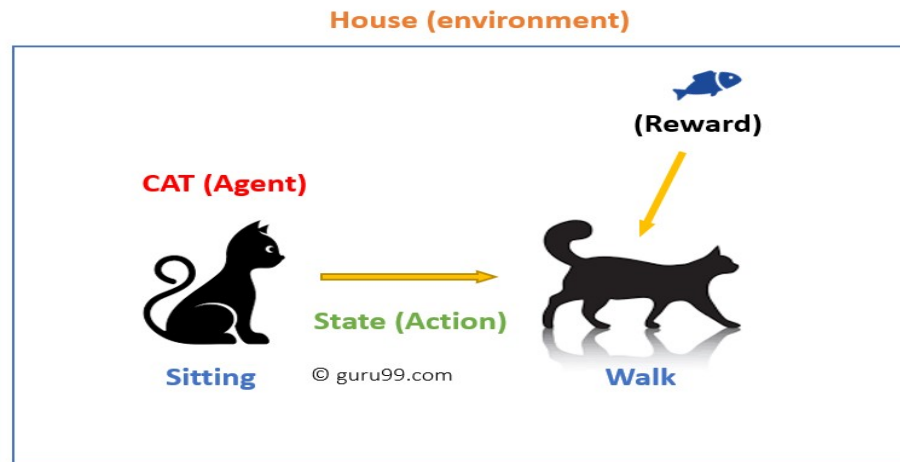 House (environment)
(Reward)
CAT (Agent)
State (Action)
Sitting
© guru99.com
Walk